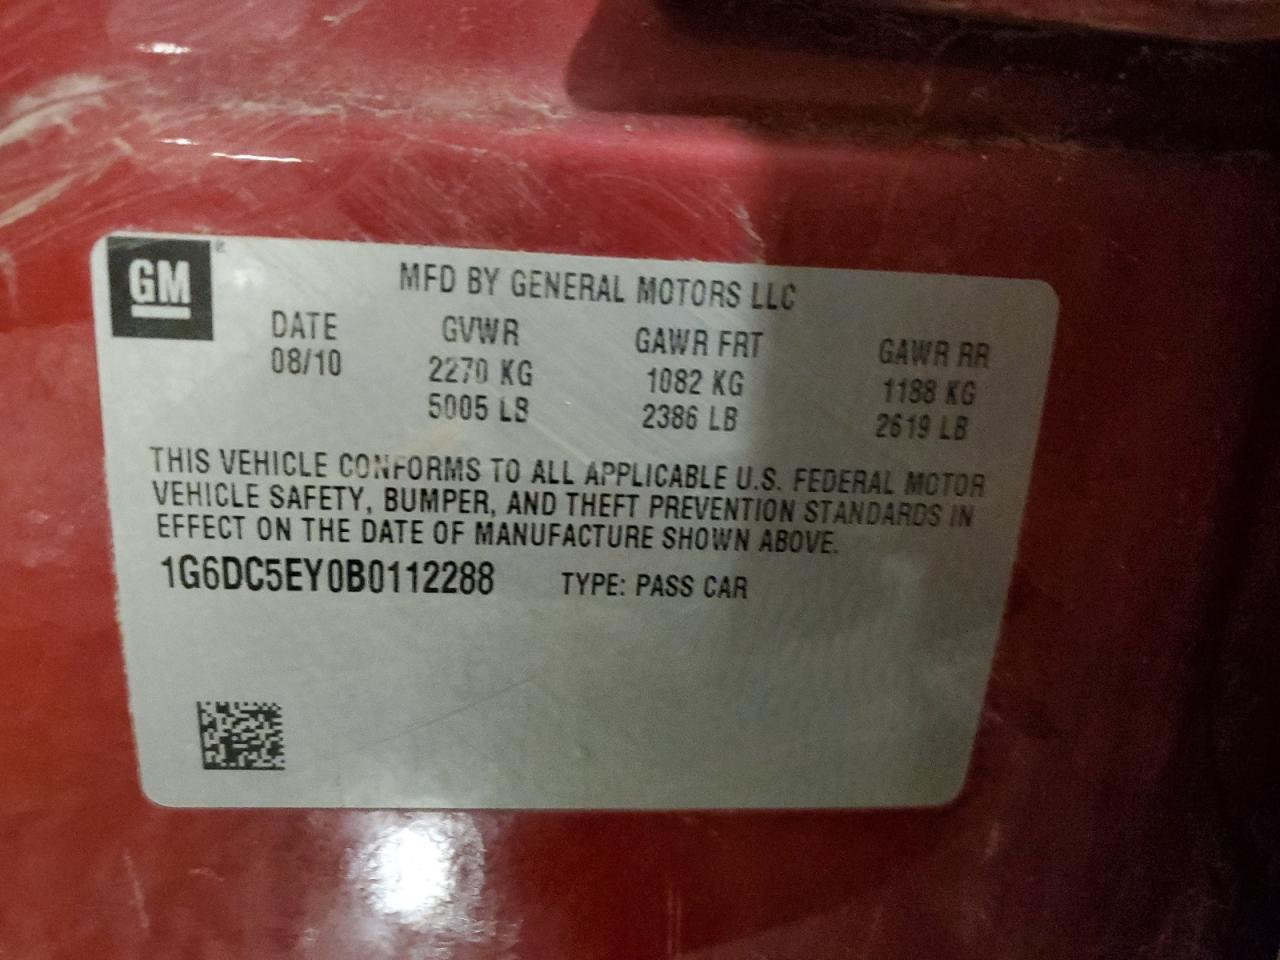 GM
MFD BY GENERAL MOTORS LLC
DATE GVWR GAWR FRT GAWR RR
08/10 2270 KG 1082 KG 1188 KG
5005 LB 2386 LB 2619 LB
THIS VEHICLE CONFORMS TO ALL APPLICABLE U.S. FEDERAL MOTOR
VEHICLE SAFETY, BUMPER, AND THEFT PREVENTION STANDARDS IN
EFFECT ON THE DATE OF MANUFACTURE SHOWN ABOVE.
1G6DC5EY0B0112288 TYPE: PASS CAR